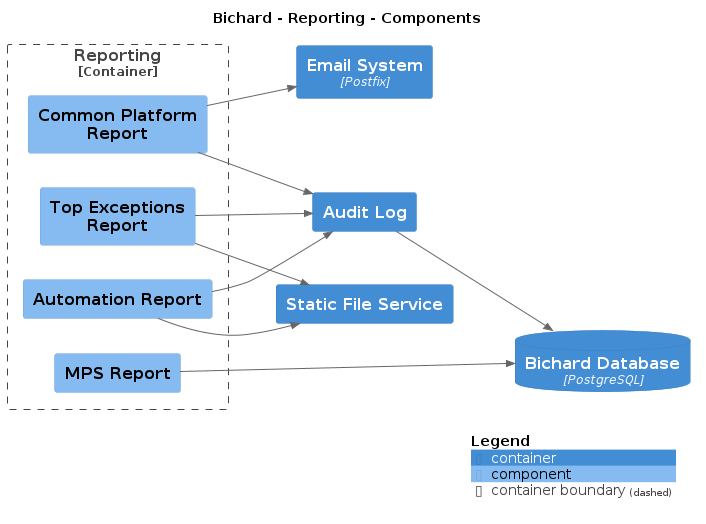 Bichard - Reporting - Components
Reporting
[Container]
Common Platform
Report
Top Exceptions
Report
Automation Report
MPS Report
Email System
[Postfix]
Audit Log
Static File Service
Bichard Database
[PostgreSQL]
Legend
container
component
container boundary (dashed)